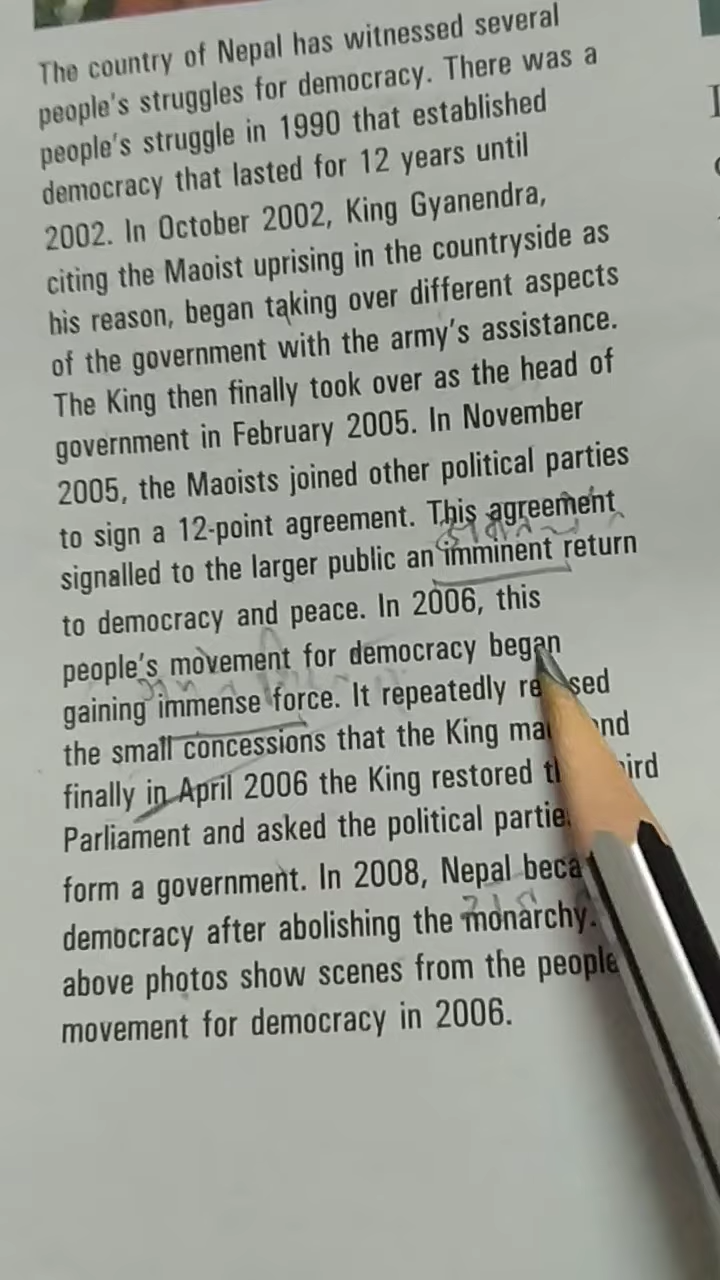 The country of Nepal has witnessed several
people's struggles for democracy. There was a
people's struggle in 1990 that established
democracy that lasted for 12 years until
2002. In October 2002, King Gyanendra,
citing the Maoist uprising in the countryside as
his reason, began taking over different aspects
of the government with the army's assistance.
The King then finally took over as the head of
government in February 2005. In November
2005, the Maoists joined other political parties
to sign a 12-point agreement. This agreement
signalled to the larger public an imminent return
to democracy and peace. In 2006, this
people's movement for democracy began
gaining immense force. It repeatedly
the small concessions that the King
finally in April 2006 the King restored
Parliament and asked the political
form a government. In 2008, Nepal
democracy after abolishing the monarchy.
above photos show scenes from the
movement for democracy in 2006.